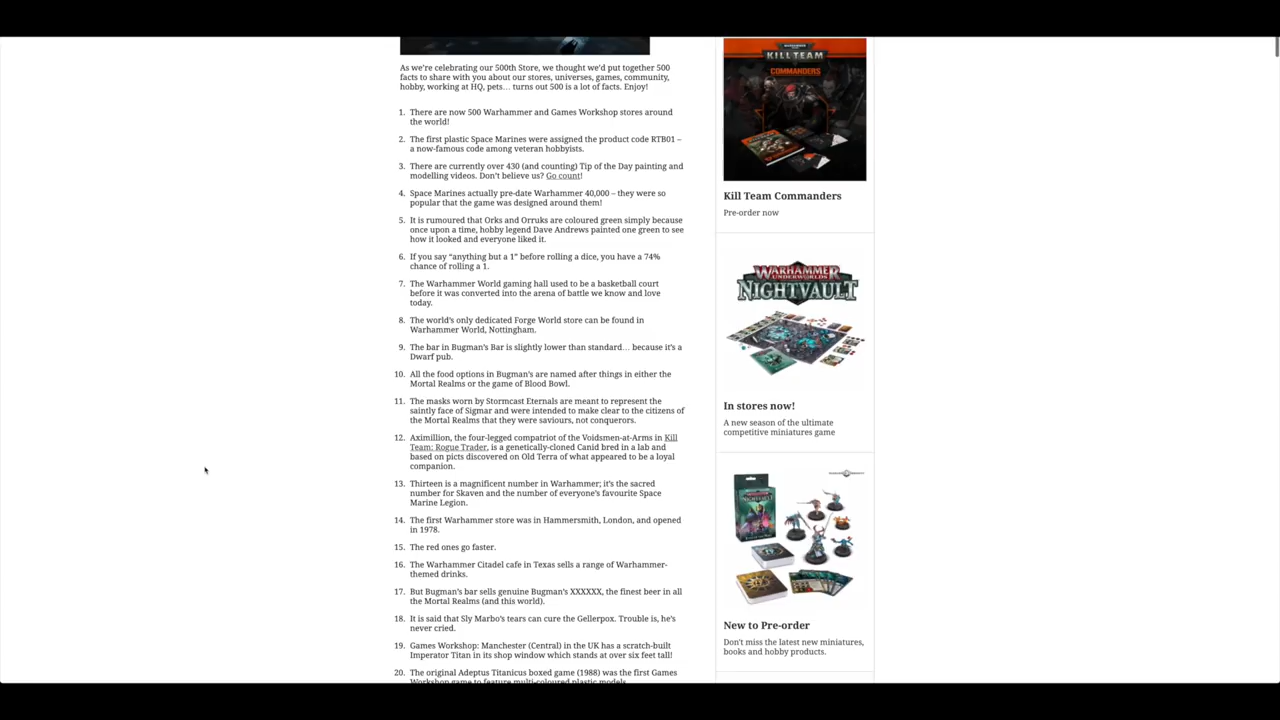 As we’re celebrating our 500th Store, we thought we’d put together 500
facts to share with you about our stores, universes, games, community,
hobby, working at HQ, pets… turns out 500 is a lot of facts. Enjoy!
1. There are now 500 Warhammer and Games Workshop stores around
the world!
2. The first plastic Space Marines were assigned the product code RTB01 –
a now-famous code among veteran hobbyists.
3. There are currently over 430 (and counting) Tip of the Day painting and
modelling videos. Don’t believe us? Go count!
4. Space Marines actually pre-date Warhammer 40,000 – they were so
popular that the game was designed around them!
5. It is rumoured that Orks and Orruks are coloured green simply because
once upon a time, hobby legend Dave Andrews painted one green to see
how it looked and everyone liked it.
6. If you say “anything but a 1” before rolling a dice, you have a 74%
chance of rolling a 1.
7. The Warhammer World gaming hall used to be a basketball court
before it was converted into the arena of battle we know and love
today.
8. The world’s only dedicated Forge World store can be found in
Warhammer World, Nottingham.
9. The bar in Bugman’s Bar is slightly lower than standard… because it’s a
Dwarf pub.
10. All the food options in Bugman’s are named after things in either the
Mortal Realms or the game of Blood Bowl.
11. The masks worn by Stormcast Eternals are meant to represent the
saintly face of Sigmar and were intended to make clear to the citizens of
the Mortal Realms that they were saviours, not conquerors.
12. Aximillion, the four-legged compatriot of the Voidsmen-at-Arms in Kill
Team: Rogue Trader, is a genetically-cloned Canid bred in a lab and
based on picts discovered on Old Terra of what appeared to be a loyal
companion.
13. Thirteen is a magnificent number in Warhammer; it’s the sacred
number for Skaven and the number of everyone’s favourite Space
Marine Legion.
14. The first Warhammer store was in Hammersmith, London, and opened
in 1978.
15. The red ones go faster.
16. The Warhammer Citadel cafe in Texas sells a range of Warhammer-
themed drinks.
17. But Bugman’s bar sells genuine Bugman’s XXXXXX, the finest beer in all
the Mortal Realms (and this world).
18. It is said that Sly Marbo’s tears can cure the Gellerpox. Trouble is, he’s
never cried.
19. Games Workshop: Manchester (Central) in the UK has a scratch-built
Imperator Titan in its shop window which stands at over six feet tall!
20. The original Adeptus Titanicus boxed game (1988) was the first Games
Workshop game to feature multi-coloured plastic models.
KILL TEAM
COMMANDERS
Kill Team Commanders
Pre-order now
WARHAMMER
UNDERWORLDS
NIGHTVAULT
In stores now!
A new season of the ultimate
competitive miniatures game
NIGHTVAULT
New to Pre-order
Don't miss the latest new miniatures,
books and hobby products.